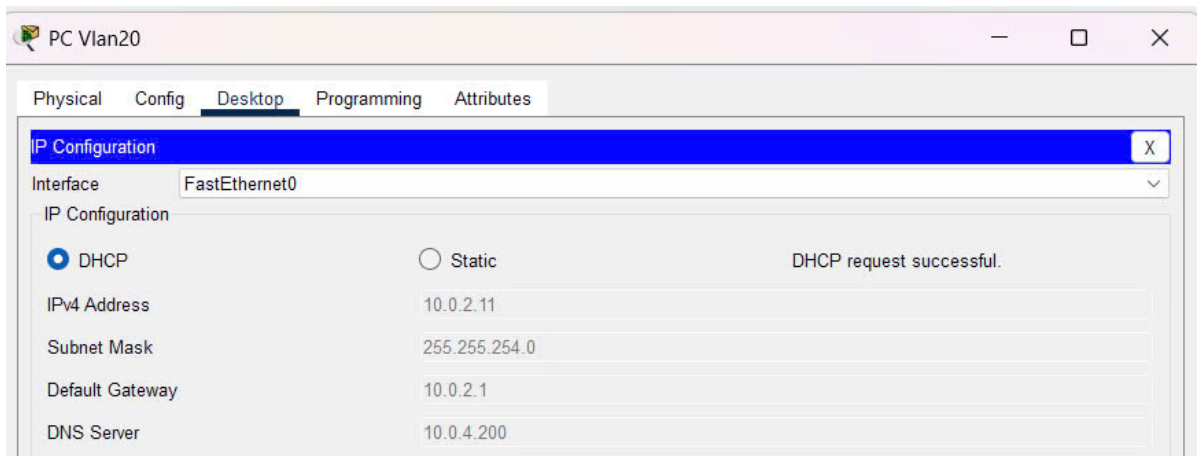 PC Vlan20
Physical Config Desktop Programming Attributes
IP Configuration X
Interface FastEthernet0
IP Configuration
DHCP Static DHCP request successful.
IPv4 Address 10.0.2.11
Subnet Mask 255.255.254.0
Default Gateway 10.0.2.1
DNS Server 10.0.4.200